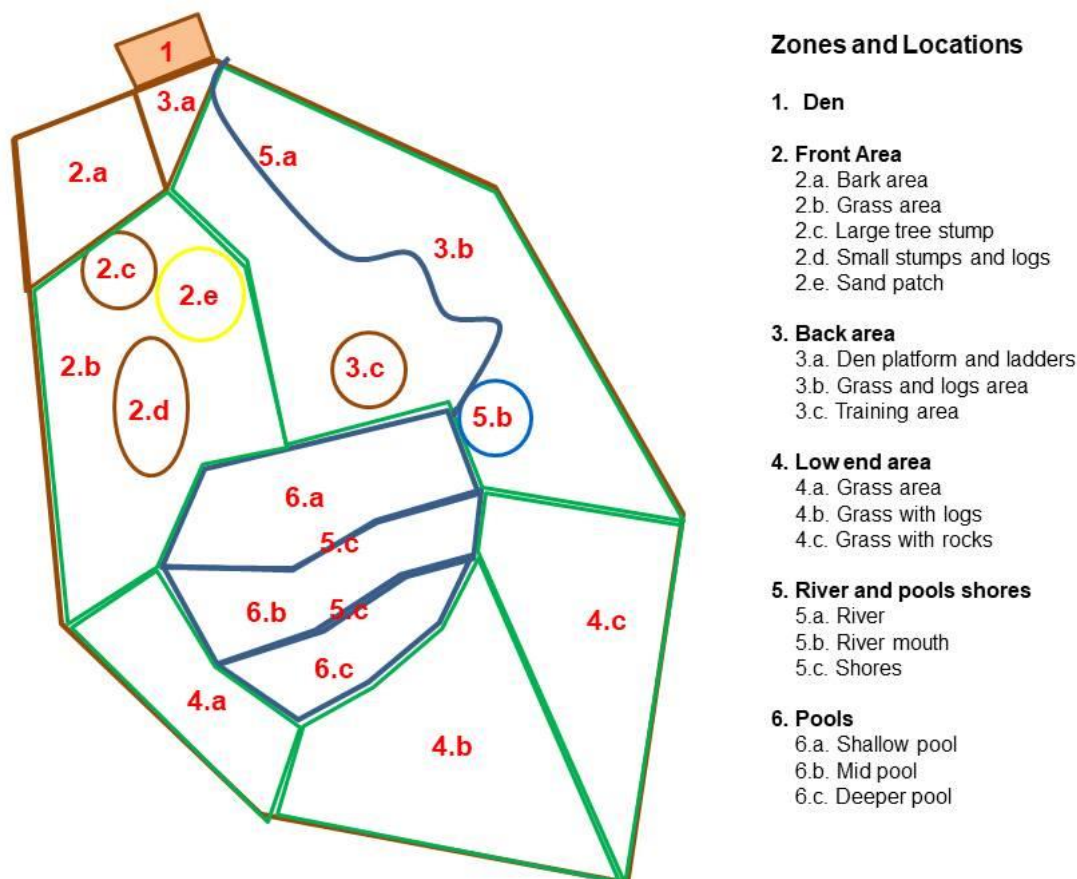 Zones and Locations
1. Den
2. Front Area
2.a. Bark area
2.b. Grass area
2.c. Large tree stump
2.d. Small stumps and logs
2.e. Sand patch
3. Back area
3.a. Den platform and ladders
3.b. Grass and logs area
3.c. Training area
4. Low end area
4.a. Grass area
4.b. Grass with logs
4.c. Grass with rocks
5. River and pools shores
5.a. River
5.b. River mouth
5.c. Shores
6. Pools
6.a. Shallow pool
6.b. Mid pool
6.c. Deeper pool
1
3.a
2.a
5.a
3.b
2.c
2.e
2.b
3.c
2.d
5.b
6.a
5.c
6.b
5.c
4.c
6.c
4.a
4.b